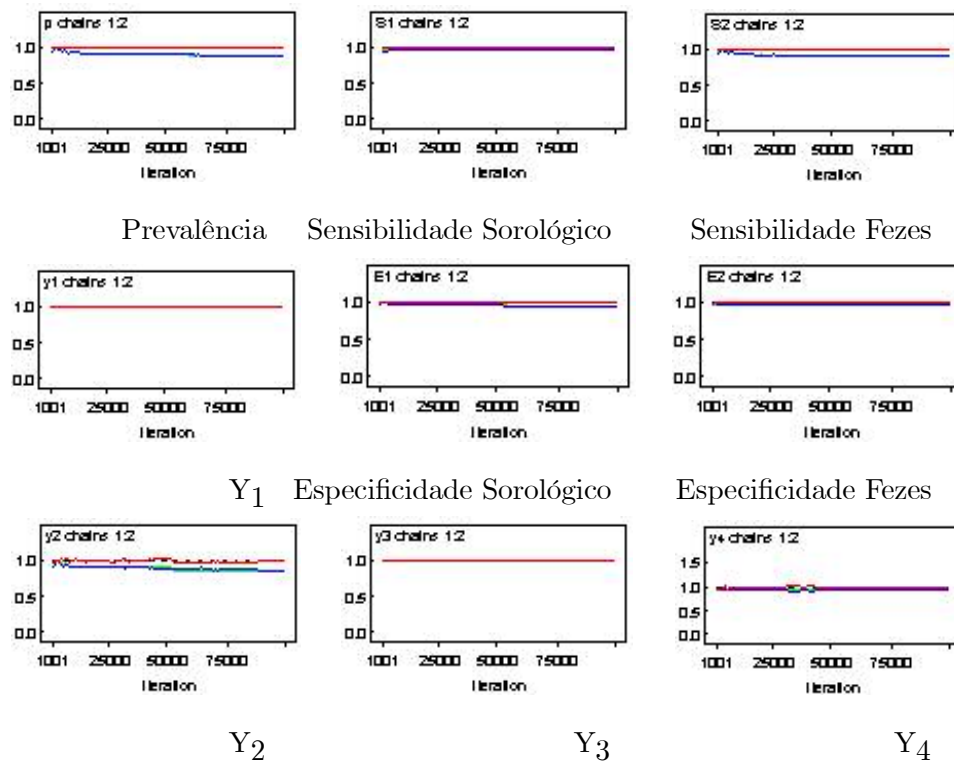 p chains 1:2
S1 chains 1:2
S2 chains 1:2
1.0
0.5
0.0
1001 25000 50000 75000
iteration
1.0
0.5
0.0
1001 25000 50000 75000
iteration
1.0
0.5
0.0
1001 25000 50000 75000
iteration
Prevalência Sensibilidade Sorológico Sensibilidade Fezes
y1 chains 1:2
E1 chains 1:2
E2 chains 1:2
1.0
0.5
0.0
1001 25000 50000 75000
iteration
1.0
0.5
0.0
1001 25000 50000 75000
iteration
1.0
0.5
0.0
1001 25000 50000 75000
iteration
Y1 Especificidade Sorológico Especificidade Fezes
y2 chains 1:2
y3 chains 1:2
y4 chains 1:2
1.0
0.5
0.0
1001 25000 50000 75000
iteration
1.0
0.5
0.0
1001 25000 50000 75000
iteration
1.5
1.0
0.5
0.0
1001 25000 50000 75000
iteration
Y2 Y3 Y4